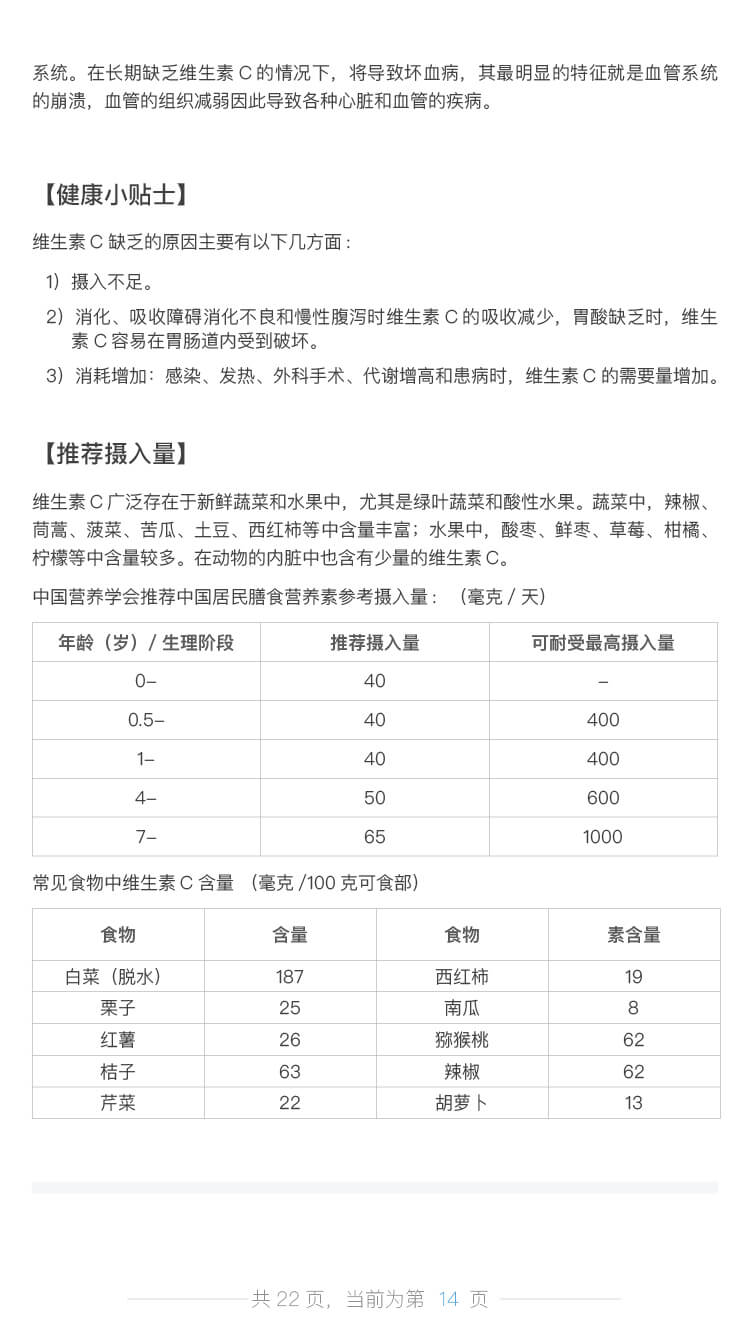 系统。在长期缺乏维生素 C 的情况下，将导致坏血病，其最明显的特征就是血管系统
的崩溃，血管的组织减弱因此导致各种心脏和血管的疾病。
【健康小贴士】
维生素 C 缺乏的原因主要有以下几方面：
1）摄入不足。
2）消化、吸收障碍消化不良和慢性腹泻时维生素 C 的吸收减少，胃酸缺乏时，维生
素 C 容易在胃肠道内受到破坏。
3）消耗增加：感染、发热、外科手术、代谢增高和患病时，维生素 C 的需要量增加。
【推荐摄入量】
维生素 C 广泛存在于新鲜蔬菜和水果中，尤其是绿叶蔬菜和酸性水果。蔬菜中，辣椒、
茼蒿、菠菜、苦瓜、土豆、西红柿等中含量丰富；水果中，酸枣、鲜枣、草莓、柑橘、
柠檬等中含量较多。在动物的内脏中也含有少量的维生素 C。
中国营养学会推荐中国居民膳食营养素参考摄入量：（毫克 / 天）
年龄（岁）/ 生理阶段 推荐摄入量 可耐受最高摄入量
0– 40 –
0.5– 40 400
1– 40 400
4– 50 600
7– 65 1000
常见食物中维生素 C 含量 （毫克 /100 克可食部）
食物 含量 食物 素含量
白菜（脱水） 187 西红柿 19
栗子 25 南瓜 8
红薯 26 猕猴桃 62
桔子 63 辣椒 62
芹菜 22 胡萝卜 13
共 22 页，当前为第 14 页